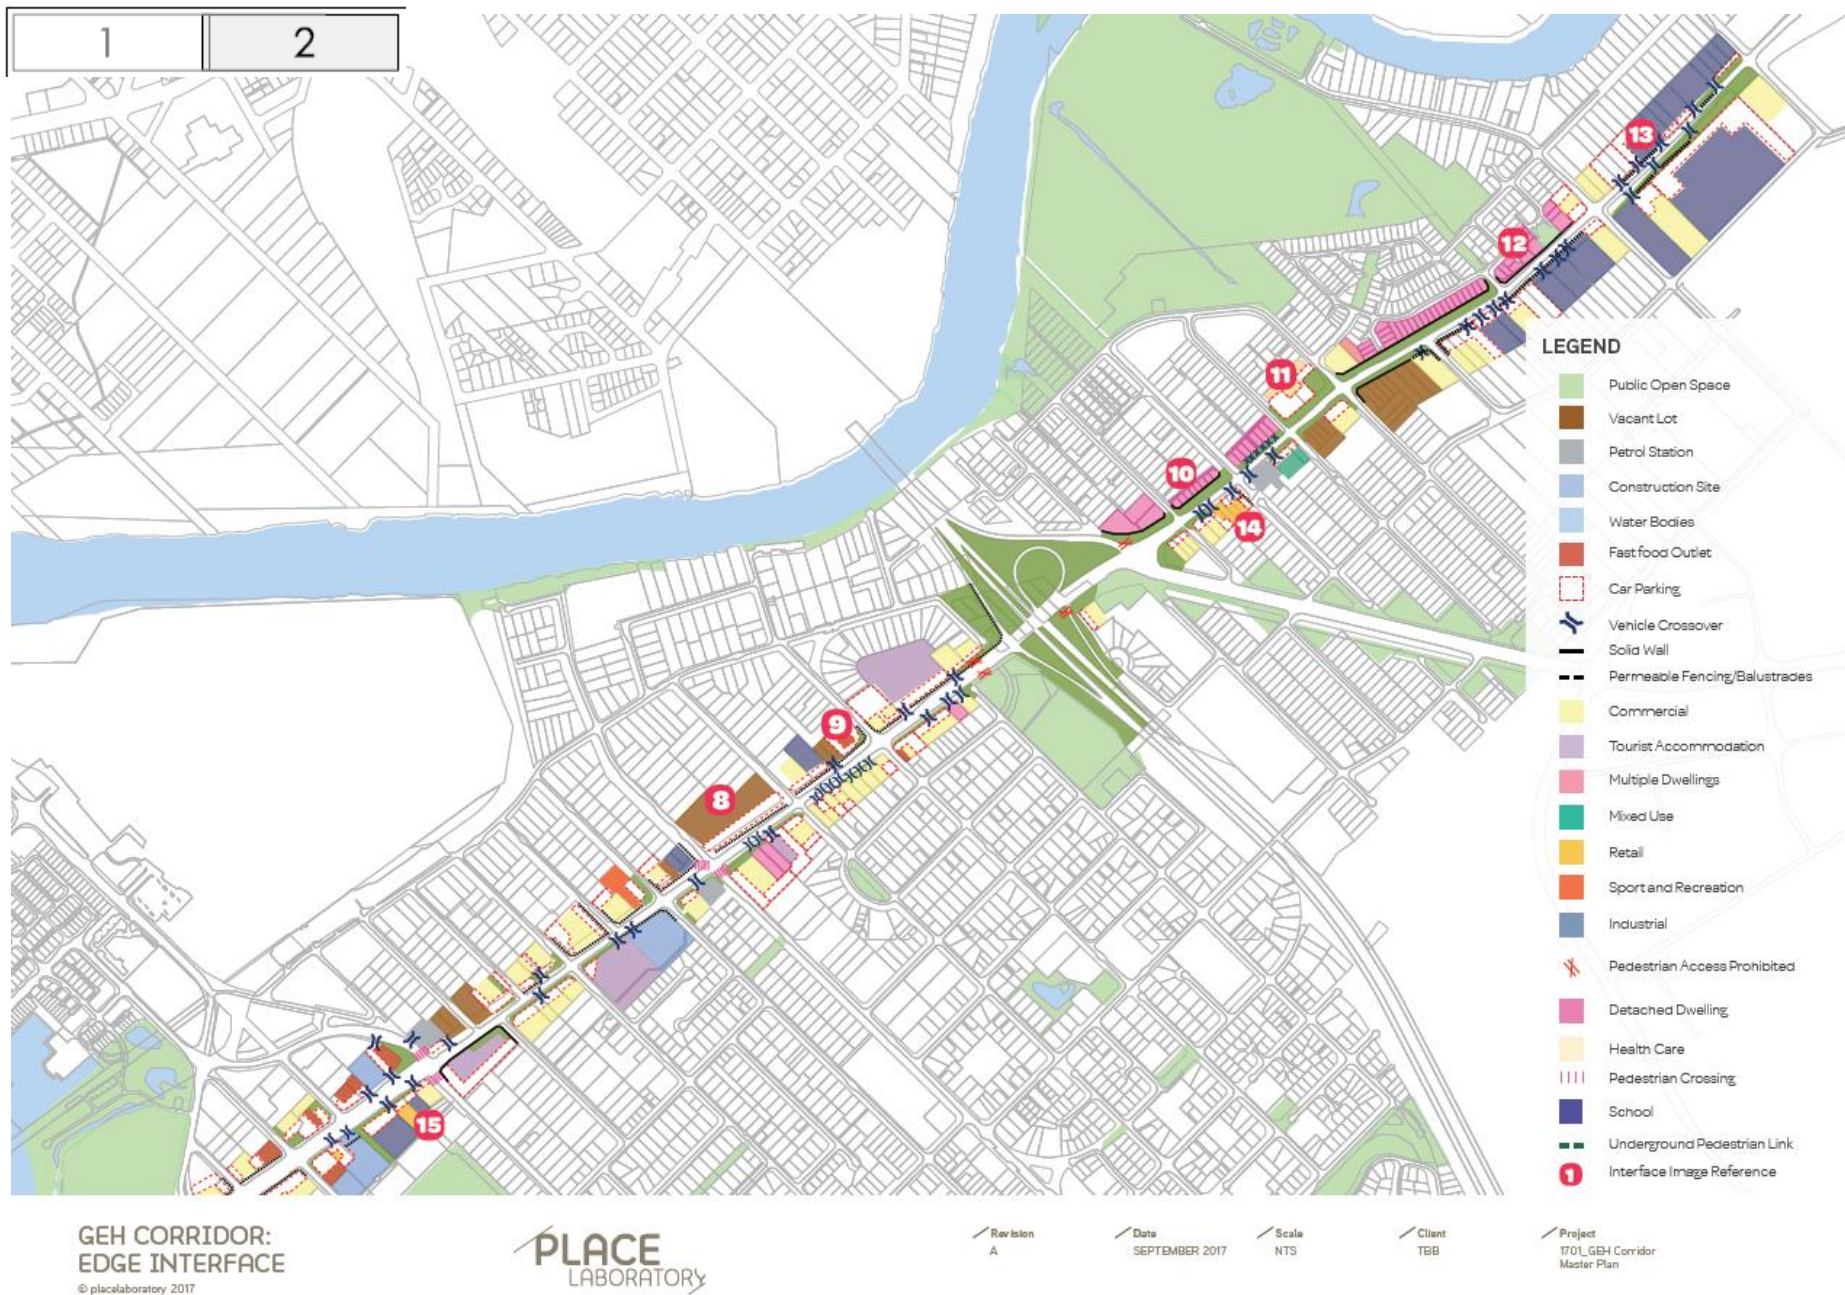 1
2
13
12
11
10
14
9
8
15
LEGEND
Public Open Space
Vacant Lot
Petrol Station
Construction Site
Water Bodies
Fast food Outlet
Car Parking
Vehicle Crossover
Solid Wall
Permeable Fencing/Balustrades
Commercial
Tourist Accommodation
Multiple Dwellings
Mixed Use
Retail
Sport and Recreation
Industrial
Pedestrian Access Prohibited
Detached Dwelling
Health Care
Pedestrian Crossing
School
Underground Pedestrian Link
1 Interface Image Reference
GEH CORRIDOR:
EDGE INTERFACE
© placelaboratory 2017
PLACE
LABORATORY
Revision
A
Date
SEPTEMBER 2017
Scale
NTS
Client
TBB
Project
1701_GEH Corridor
Master Plan